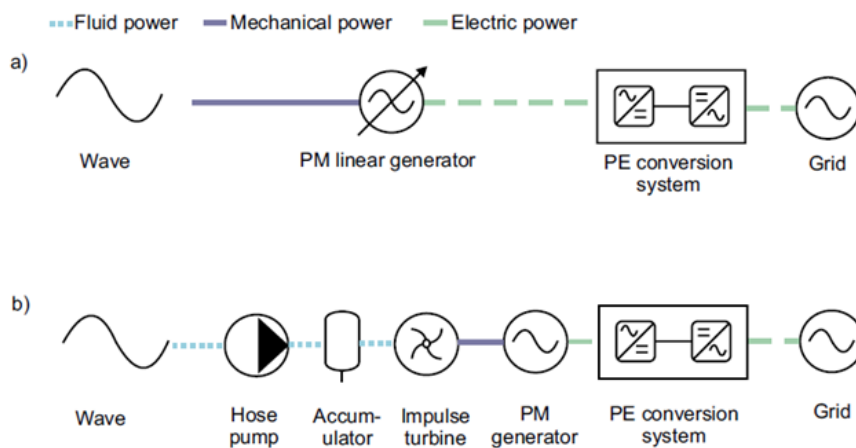 Fluid power Mechanical power Electric power
a)
Wave PM linear generator PE conversion system Grid
b)
Wave Hose pump Accum-ulator Impulse turbine PM generator PE conversion system Grid